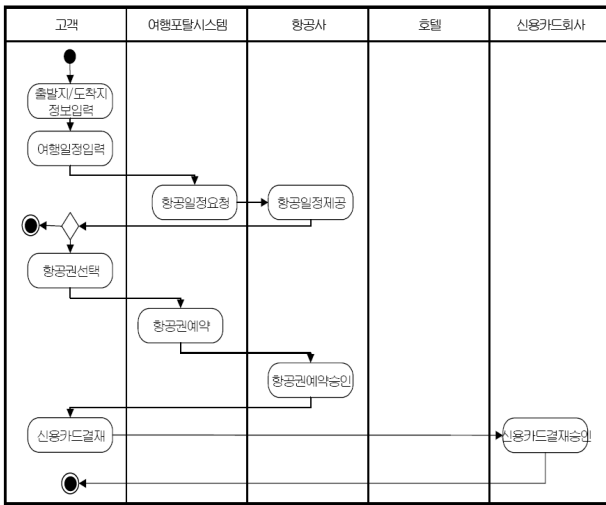 고객
여행포탈시스템
항공사
호텔
신용카드회사
출발지/도착지
정보입력
여행일정입력
항공일정요청
항공일정제공
항공권선택
항공권예약
항공권예약승인
신용카드결재
신용카드결재승인